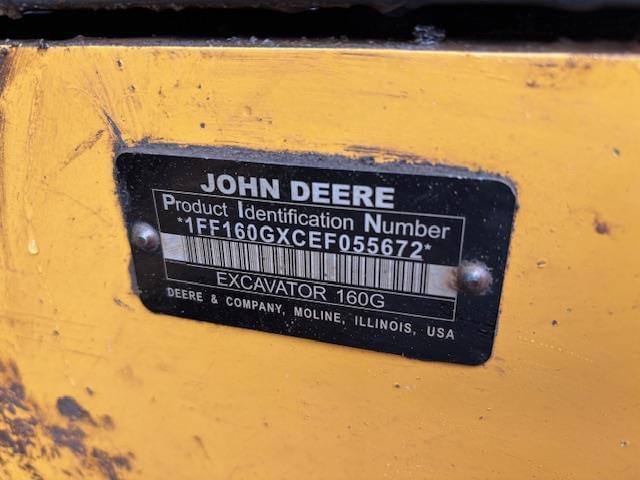 JOHN DEERE
Product Identification Number
*1FF160GXCEF055672*
EXCAVATOR 160G
DEERE & COMPANY, MOLINE, ILLINOIS, USA